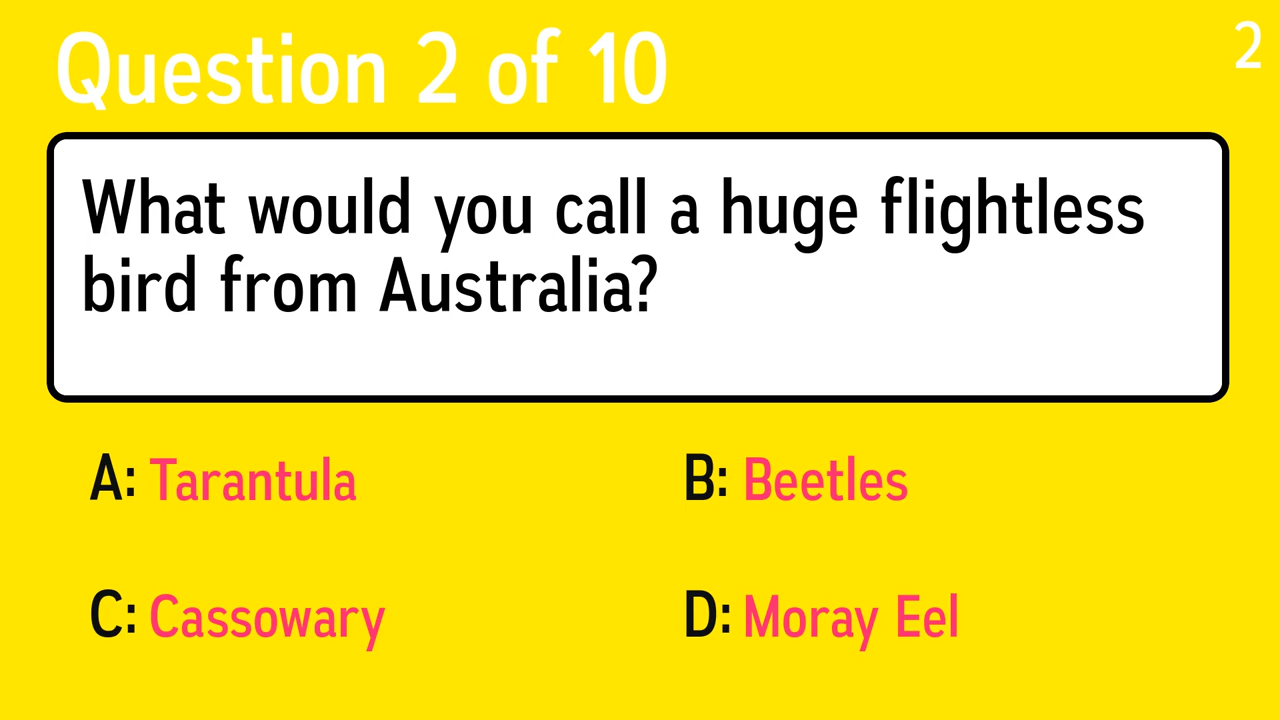 Question 2 of 10
2
What would you call a huge flightless
bird from Australia?
A: Tarantula
B: Beetles
C: Cassowary
D: Moray Eel